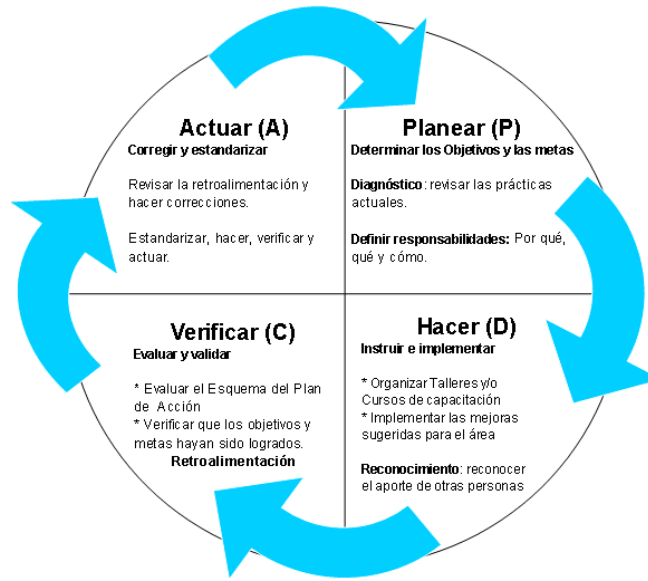 Actuar (A)
Corregir y estandarizar
Revisar la retroalimentación y
hacer correcciones.
Estandarizar, hacer, verificar y
actuar.
Planear (P)
Determinar los Objetivos y las metas
Diagnóstico: revisar las prácticas
actuales.
Definir responsabilidades: Por qué,
qué y cómo.
Verificar (C)
Evaluar y validar
* Evaluar el Esquema del Plan
de Acción
* Verificar que los objetivos y
metas hayan sido logrados.
Retroalimentación
Hacer (D)
Instruir e implementar
* Organizar Talleres y/o
Cursos de capacitación
* Implementar las mejoras
sugeridas para el área
Reconocimiento: reconocer
el aporte de otras personas